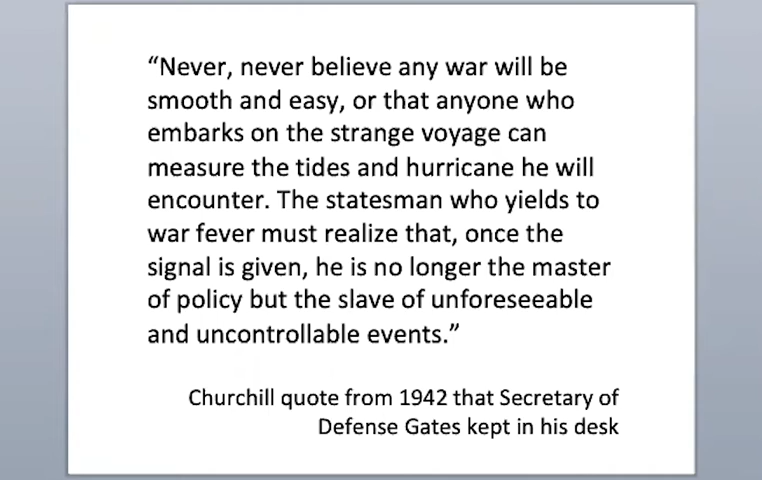 “Never, never believe any war will be
smooth and easy, or that anyone who
embarks on the strange voyage can
measure the tides and hurricane he will
encounter. The statesman who yields to
war fever must realize that, once the
signal is given, he is no longer the master
of policy but the slave of unforeseeable
and uncontrollable events.”
Churchill quote from 1942 that Secretary of
Defense Gates kept in his desk